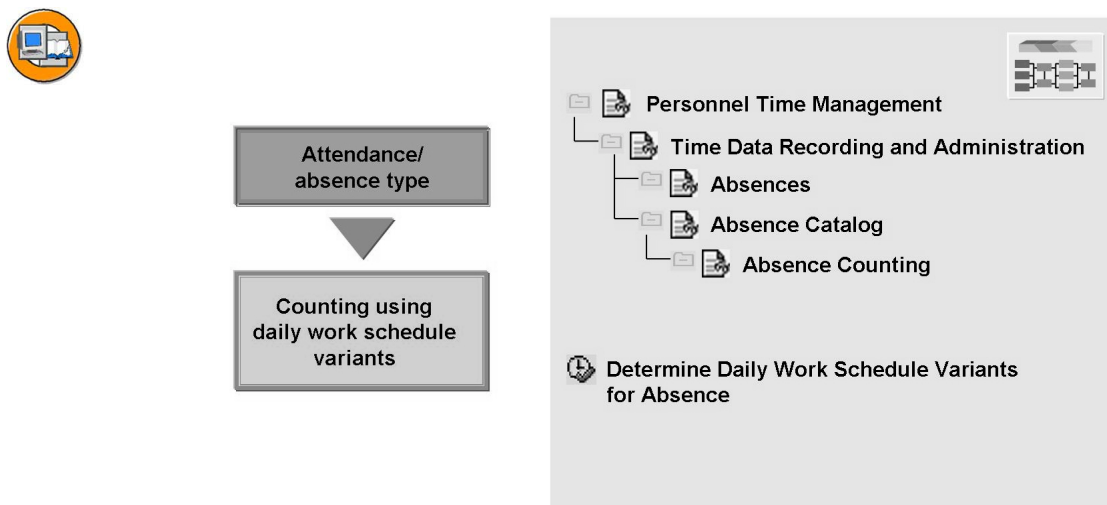 Attendance/
absence type
Counting using
daily work schedule
variants
Personnel Time Management
Time Data Recording and Administration
Absences
Absence Catalog
Absence Counting
Determine Daily Work Schedule Variants
for Absence